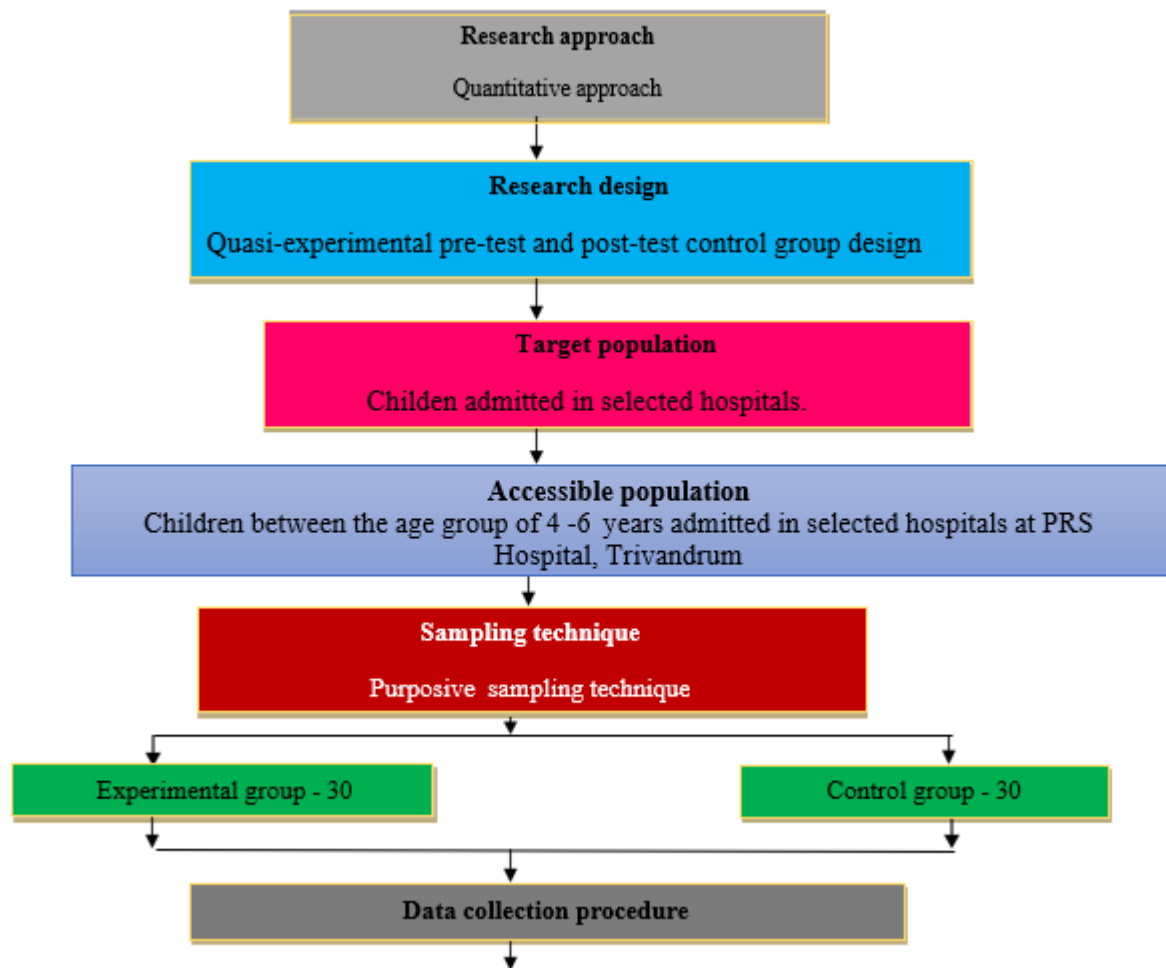 Research approach
Quantitative approach
Research design
Quasi-experimental pre-test and post-test control group design
Target population
Childen admitted in selected hospitals.
Accessible population
Children between the age group of 4 -6 years admitted in selected hospitals at PRS
Hospital, Trivandrum
Sampling technique
Purposive sampling technique
Experimental group - 30
Control group - 30
Data collection procedure